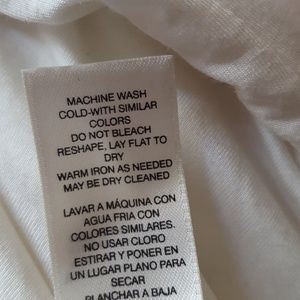 MACHINE WASH
COLD-WITH SIMILAR
COLORS
DO NOT BLEACH
RESHAPE, LAY FLAT TO
DRY
WARM IRON AS NEEDED
MAY BE DRY CLEANED
LAVAR A MÁQUINA CON
AGUA FRIA CON
COLORES SIMILARES.
NO USAR CLORO
ESTIRAR Y PONER EN
UN LUGAR PLANO PARA
SECAR
PLANCHAR A BAJA